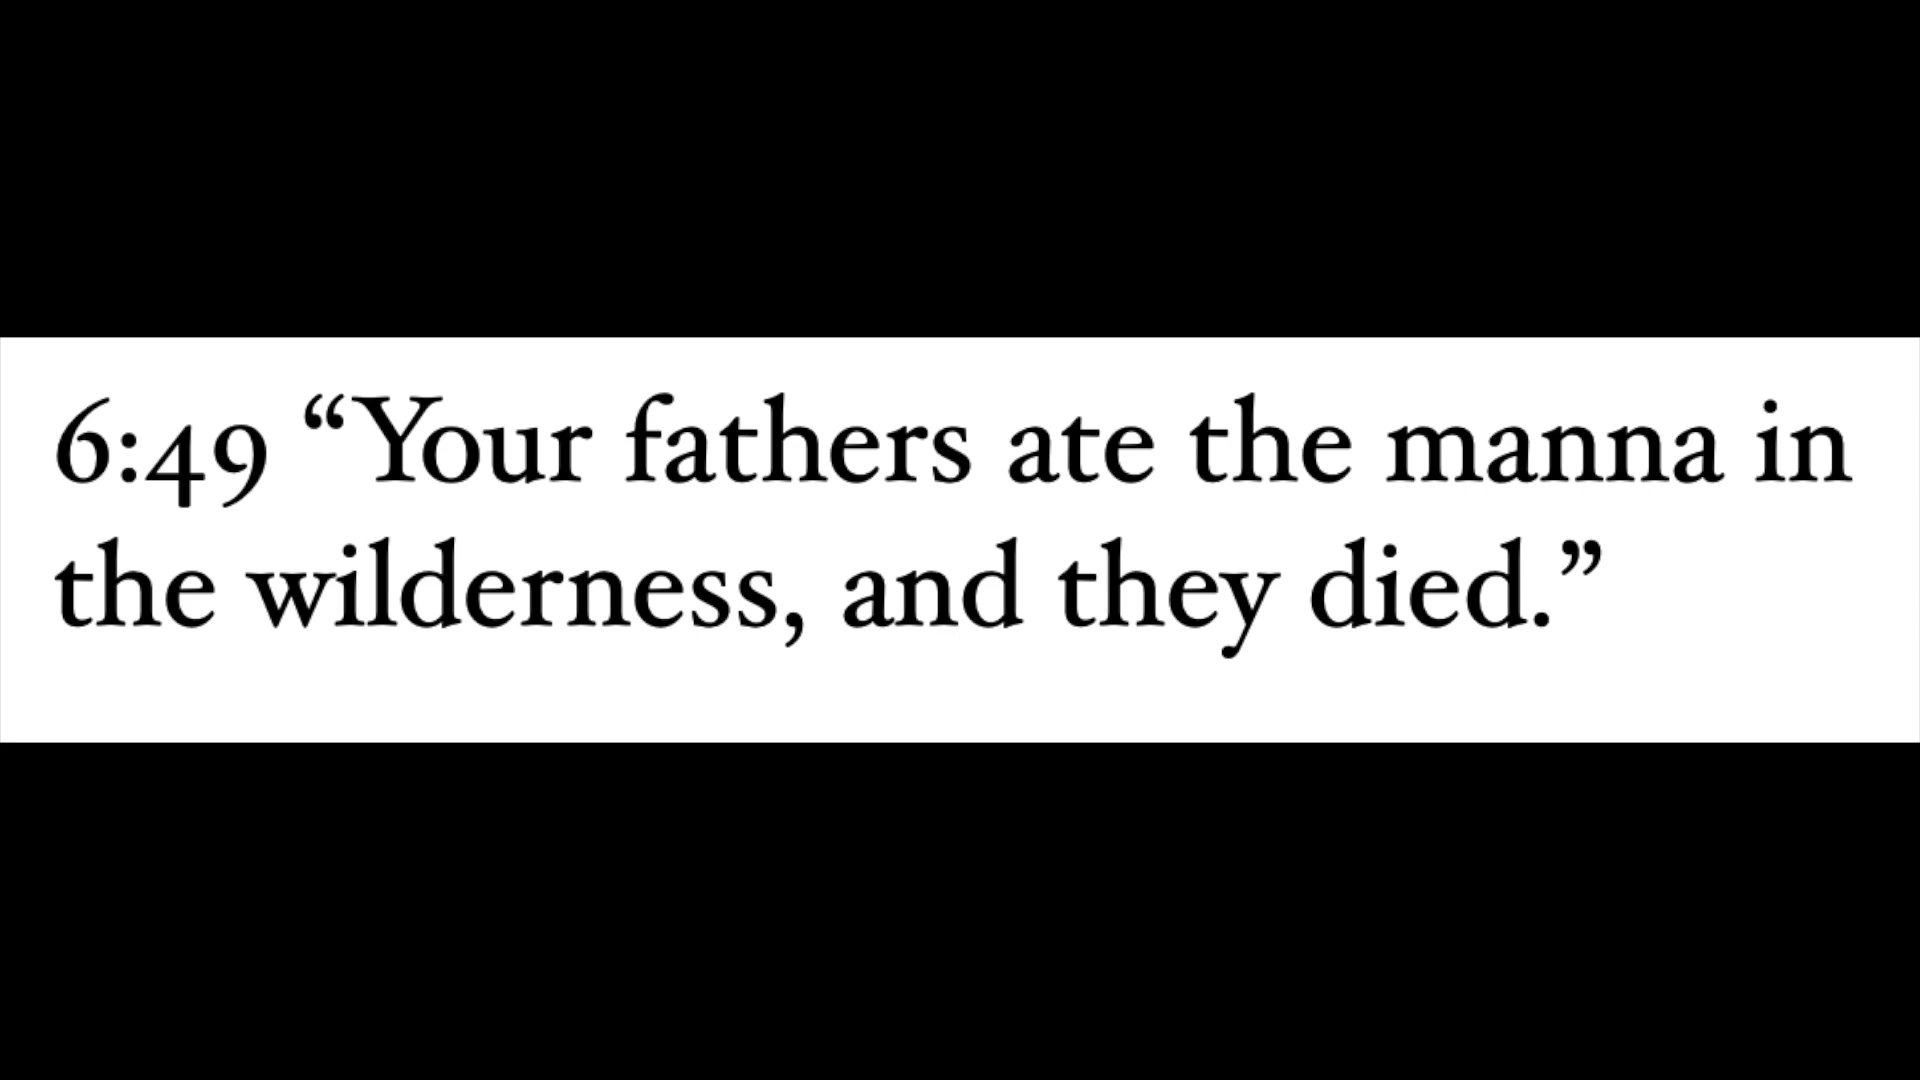 6:49 “Your fathers ate the manna in
the wilderness, and they died.”